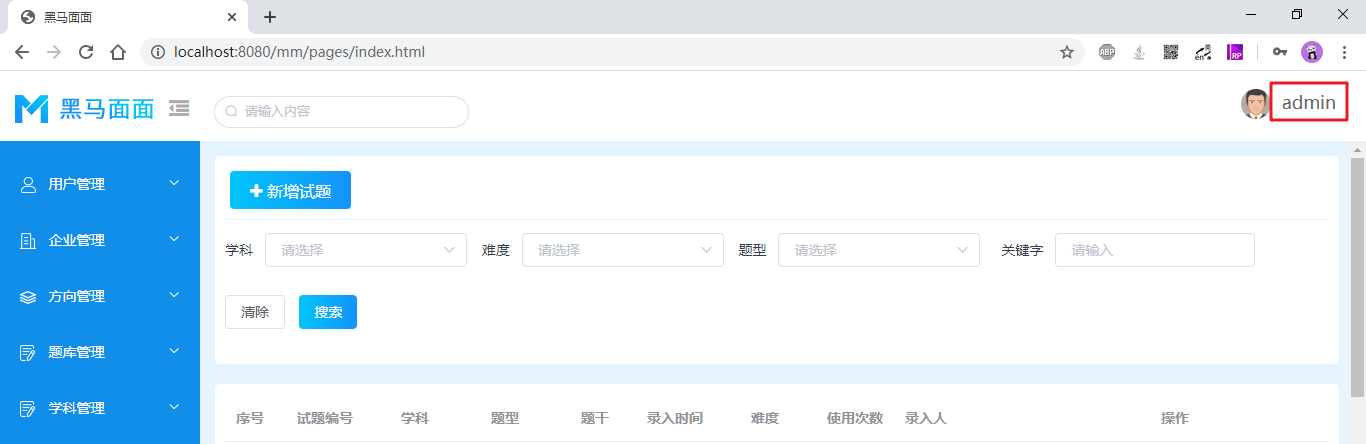 黑马面面
localhost:8080/mm/pages/index.html
ABP
en
RP
黑马面面
请输入内容
admin
用户管理
企业管理
方向管理
题库管理
学科管理
新增试题
学科 请选择 难度 请选择 题型 请选择 关键字 请输入
清除 搜索
序号 试题编号 学科 题型 题干 录入时间 难度 使用次数 录入人 操作